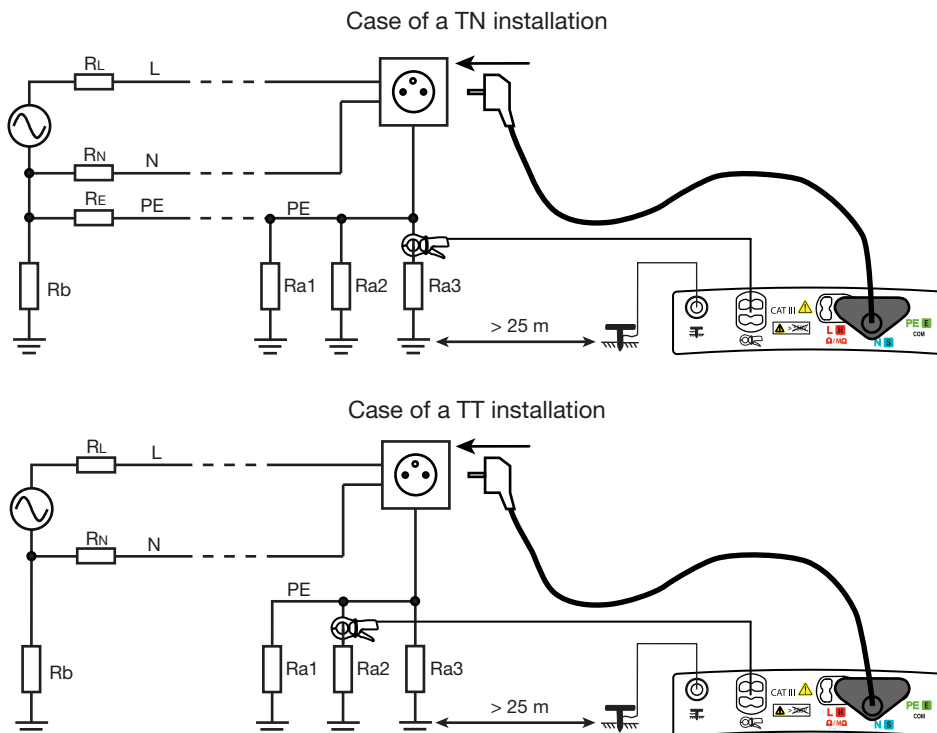 Case of a TN installation
RL
L
RN
N
RE
PE
PE
Rb
Ra1
Ra2
Ra3
> 25 m
CAT III
L H
Ω/MΩ
N S
PE E
COM
Case of a TT installation
RL
L
RN
N
PE
Rb
Ra1
Ra2
Ra3
> 25 m
CAT III
L H
Ω/MΩ
N S
PE E
COM